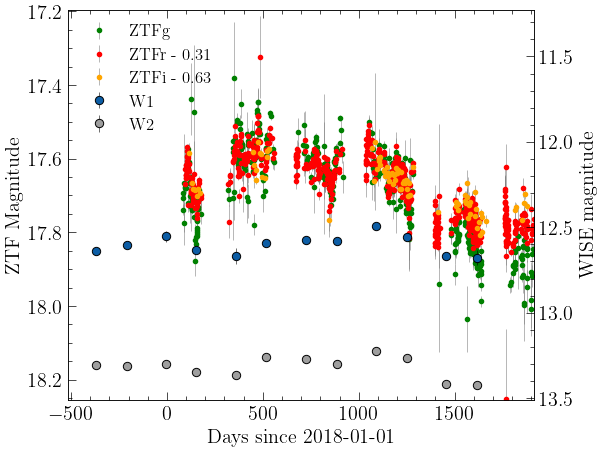 17.2
17.4
17.6
17.8
18.0
18.2
ZTF Magnitude
ZTFg
ZTFr - 0.31
ZTFi - 0.63
W1
W2
11.5
12.0
12.5
13.0
13.5
WISE magnitude
−500
0
500
1000
1500
Days since 2018-01-01